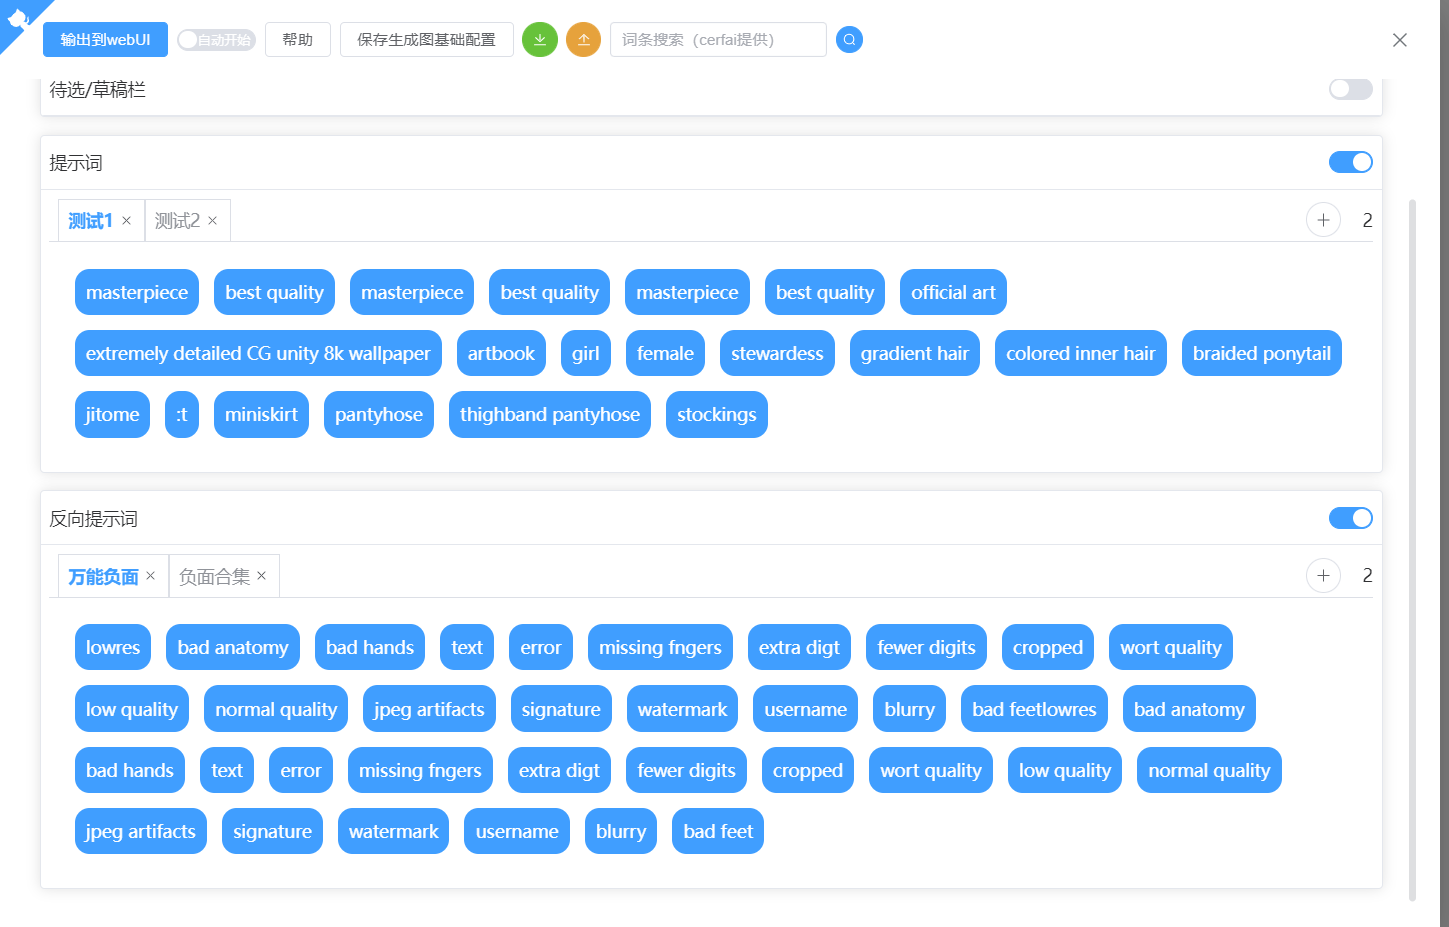 输出到webUI 自动开始 帮助 保存生成图基础配置 词条搜索（cerfai提供）
待选/草稿栏
提示词
测试1 测试2 2
masterpiece best quality masterpiece best quality masterpiece best quality official art
extremely detailed CG unity 8k wallpaper artbook girl female stewardess gradient hair colored inner hair braided ponytail
jitome :t miniskirt pantyhose thighband pantyhose stockings
反向提示词
万能负面 负面合集 2
lowres bad anatomy bad hands text error missing fngers extra digt fewer digits cropped wort quality
low quality normal quality jpeg artifacts signature watermark username blurry bad feetlowres bad anatomy
bad hands text error missing fngers extra digt fewer digits cropped wort quality low quality normal quality
jpeg artifacts signature watermark username blurry bad feet